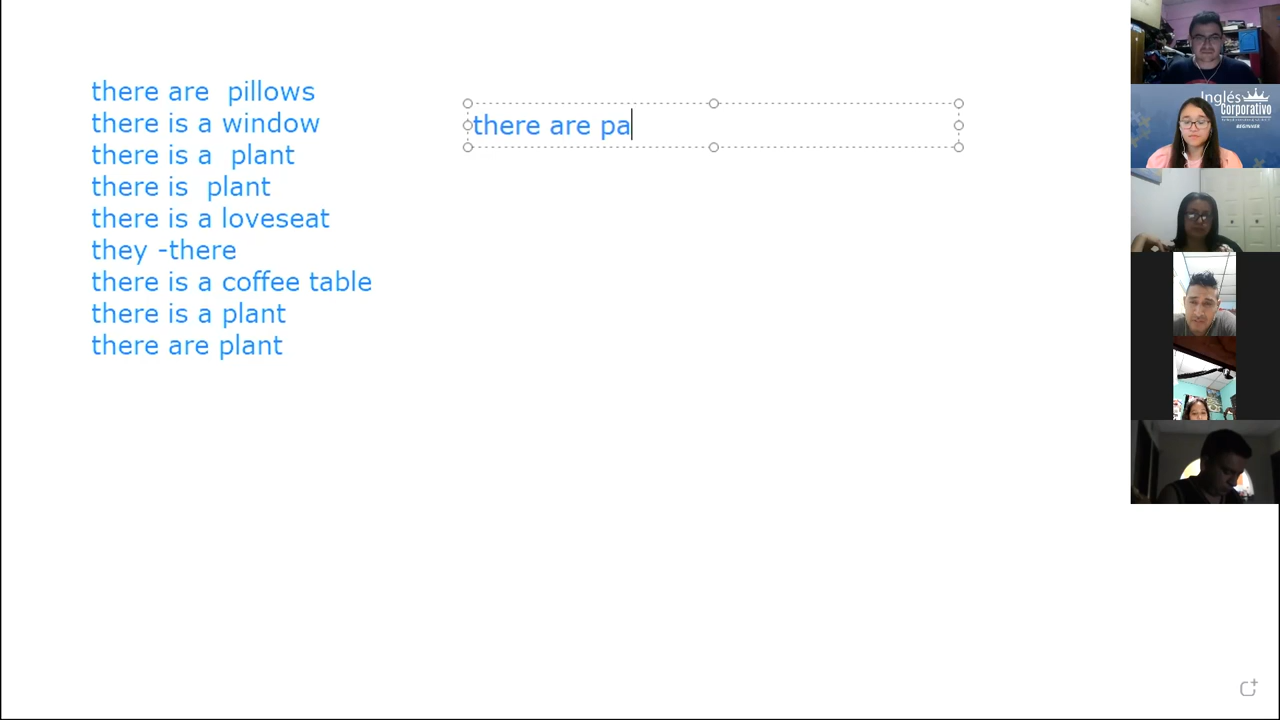 there are  pillows
there is a window
there is a  plant
there is  plant
there is a loveseat
they -there
there is a coffee table
there is a plant
there are plant
there are pa
Inglés
Corporativo
BEGINNER